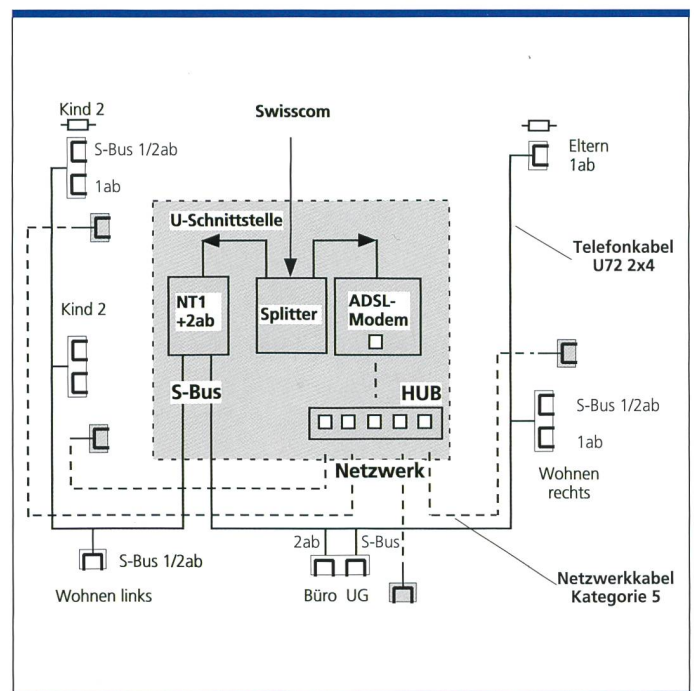 Kind 2
Swisscom
S-Bus 1/2ab
1ab
Eltern
1ab
U-Schnittstelle
Telefonkabel
U72 2x4
NT1
+2ab
Splitter
ADSL-
Modem
Kind 2
S-Bus
HUB
S-Bus 1/2ab
1ab
Netzwerk
Wohnen
rechts
2ab
S-Bus
S-Bus 1/2ab
Wohnen links
Büro UG
Netzwerkkabel
Kategorie 5